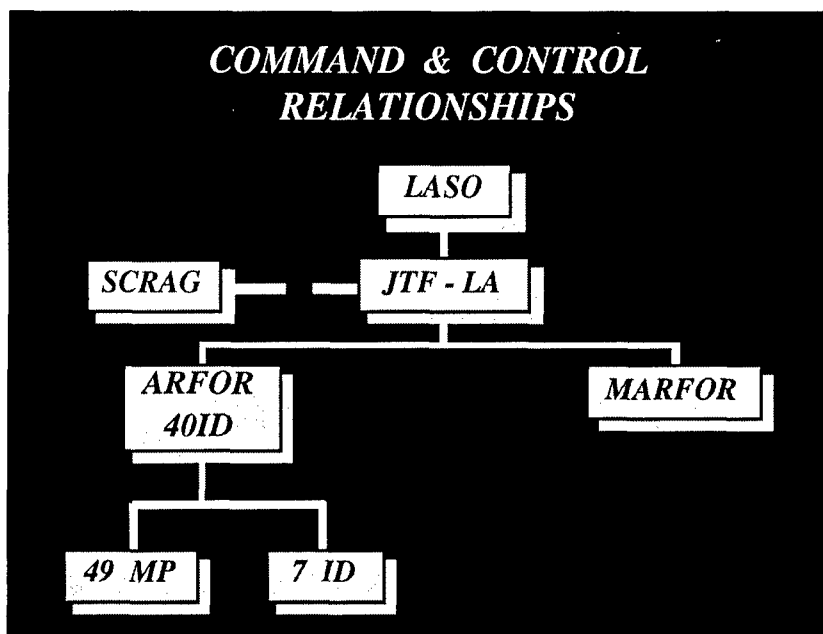 COMMAND & CONTROL
RELATIONSHIPS
LASO
SCRAG
JTF - LA
ARFOR
40ID
MARFOR
49 MP
7 ID